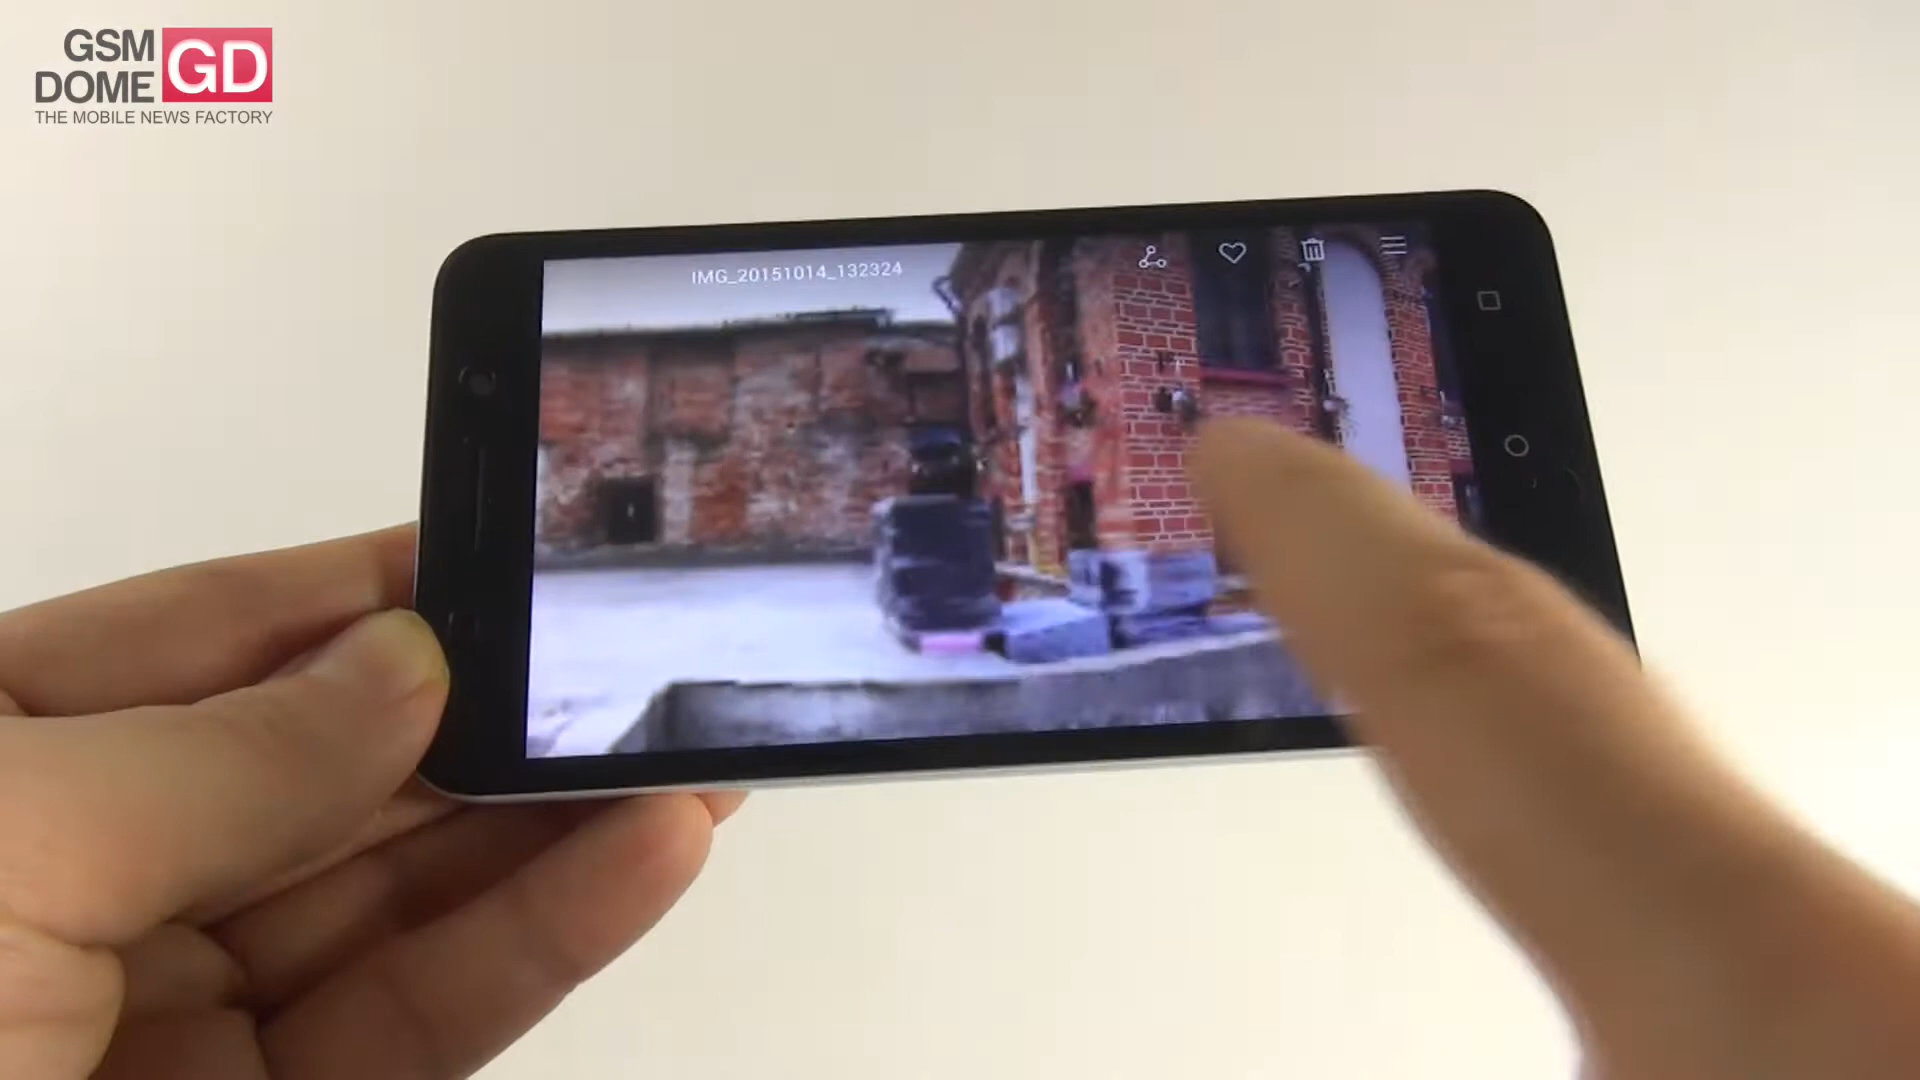 GSM
DOME
GD
THE MOBILE NEWS FACTORY
IMG_20151014_132324